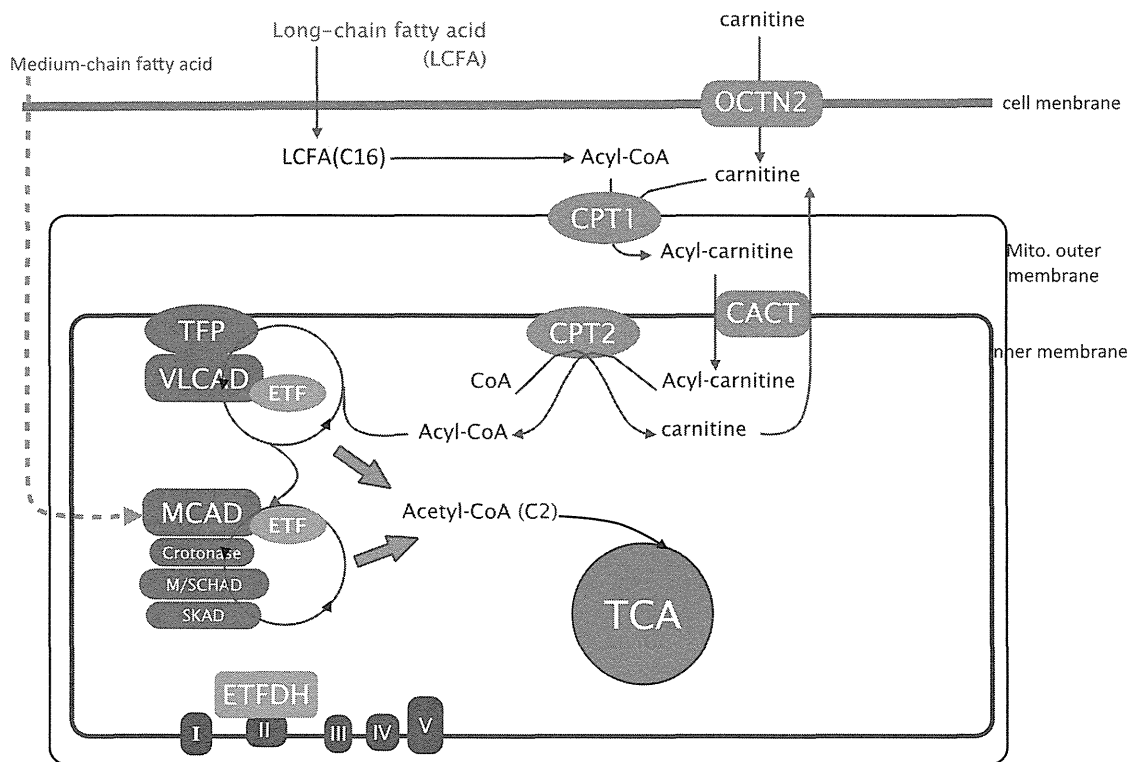 carnitine
Long-chain fatty acid
(LCFA)
Medium-chain fatty acid
OCTN2
cell menbrane
LCFA(C16)
Acyl-CoA
carnitine
CPT1
Acyl-carnitine
Mito. outer
membrane
TFP
CPT2
CACT
nner membrane
VLCAD
ETF
CoA
Acyl-carnitine
Acyl-CoA
carnitine
MCAD
ETF
Acetyl-CoA (C2)
Crotonase
M/SCHAD
SKAD
TCA
ETFDH
I
II
III
IV
V